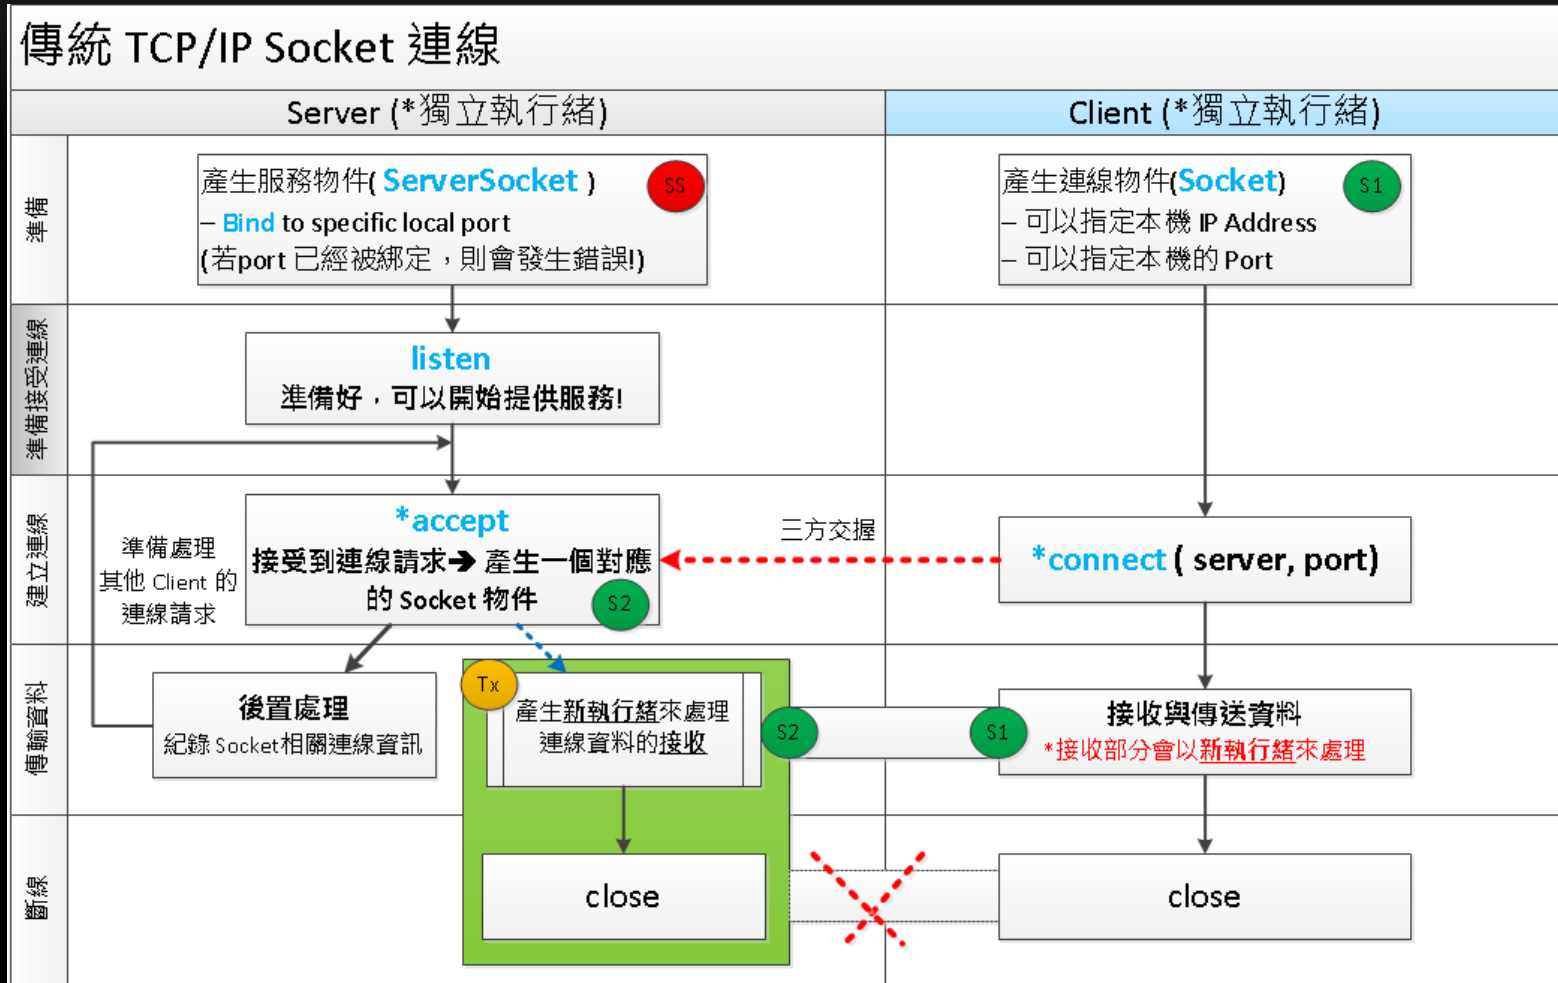 傳統 TCP/IP Socket 連線
Server (*獨立執行緒)
Client (*獨立執行緒)
準備
產生服務物件( ServerSocket )
SS
– Bind to specific local port
(若port 已經被綁定，則會發生錯誤!)
產生連線物件(Socket)
S1
– 可以指定本機 IP Address
– 可以指定本機的 Port
準備接受連線
listen
準備好，可以開始提供服務!
建立連線
準備處理
其他 Client 的
連線請求
*accept
接受到連線請求➔ 產生一個對應
的 Socket 物件
S2
三方交握
*connect ( server, port)
傳輸資料
後置處理
紀錄 Socket相關連線資訊
Tx
產生新執行緒來處理
連線資料的接收
S2
S1
接收與傳送資料
*接收部分會以新執行緒來處理
斷線
close
close